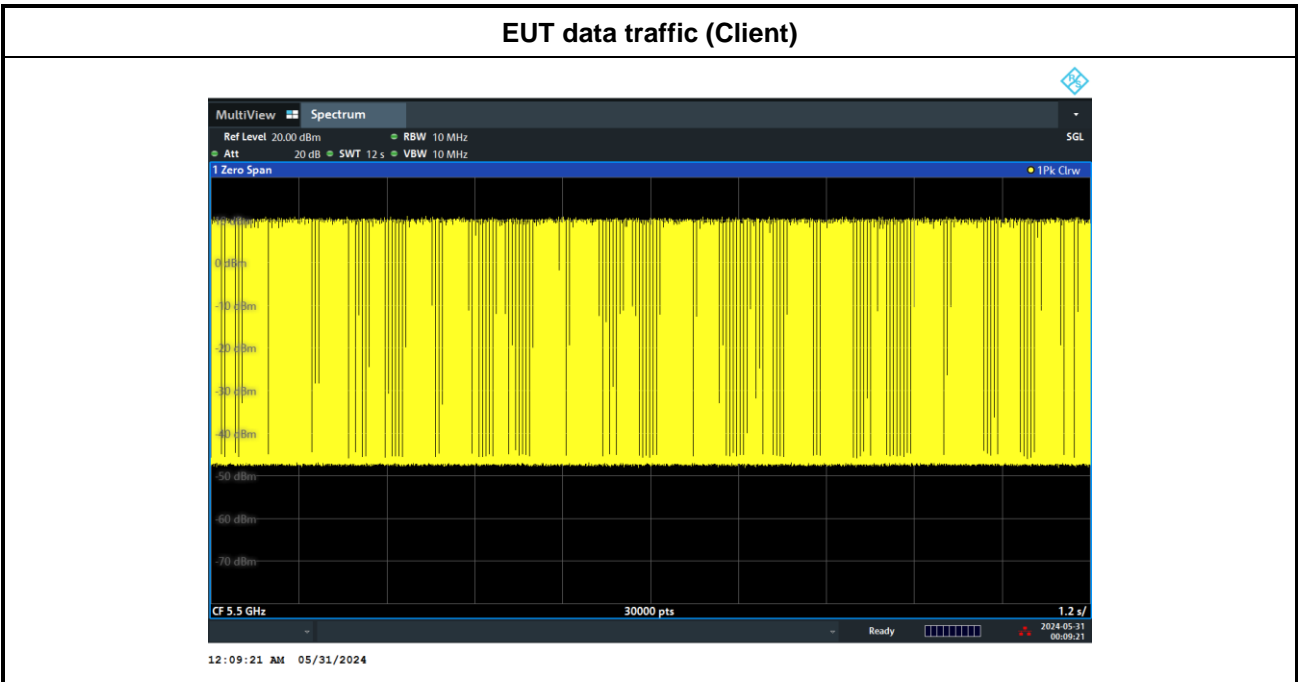 EUT data traffic (Client)
R&S
MultiView Spectrum
Ref Level 20.00 dBm RBW 10 MHz SGL
Att 20 dB SWT 12 s VBW 10 MHz
1 Zero Span 1Pk Clrw
0 dBm
-10 dBm
-20 dBm
-30 dBm
-40 dBm
-50 dBm
-60 dBm
-70 dBm
CF 5.5 GHz 30000 pts 1.2 s/
Ready 2024-05-31
00:09:21
12:09:21 AM 05/31/2024